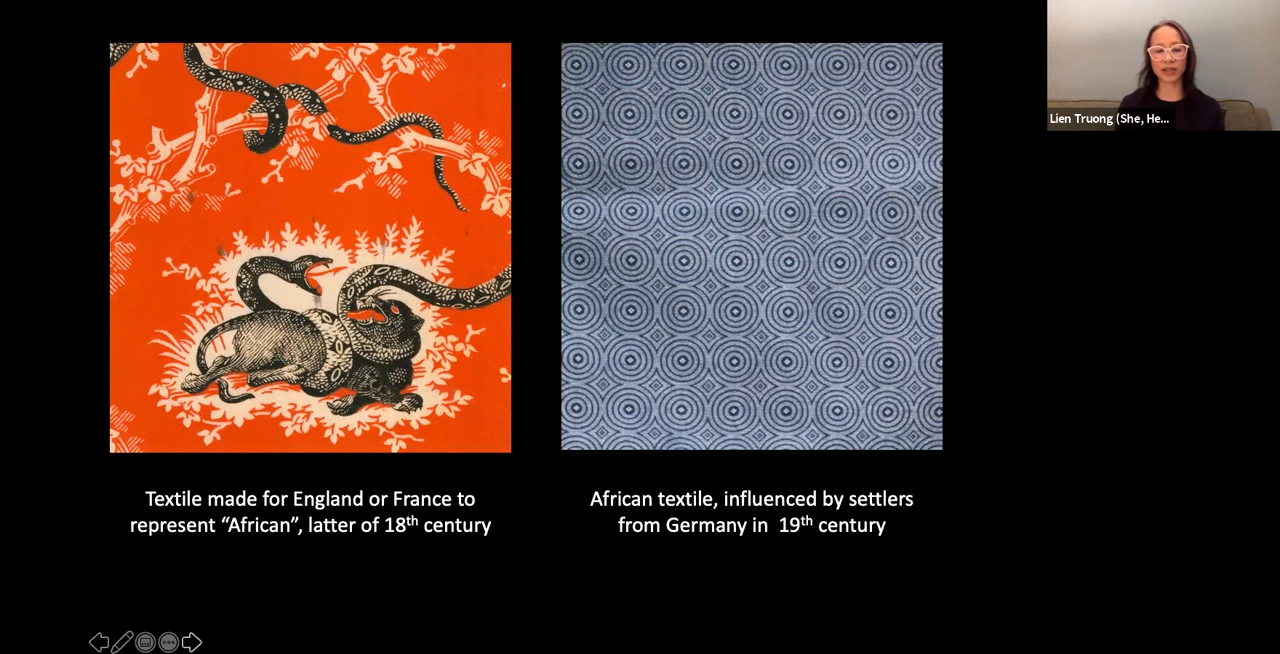 Lien Truong (She, He...
Textile made for England or France to
represent “African”, latter of 18th century
African textile, influenced by settlers
from Germany in 19th century